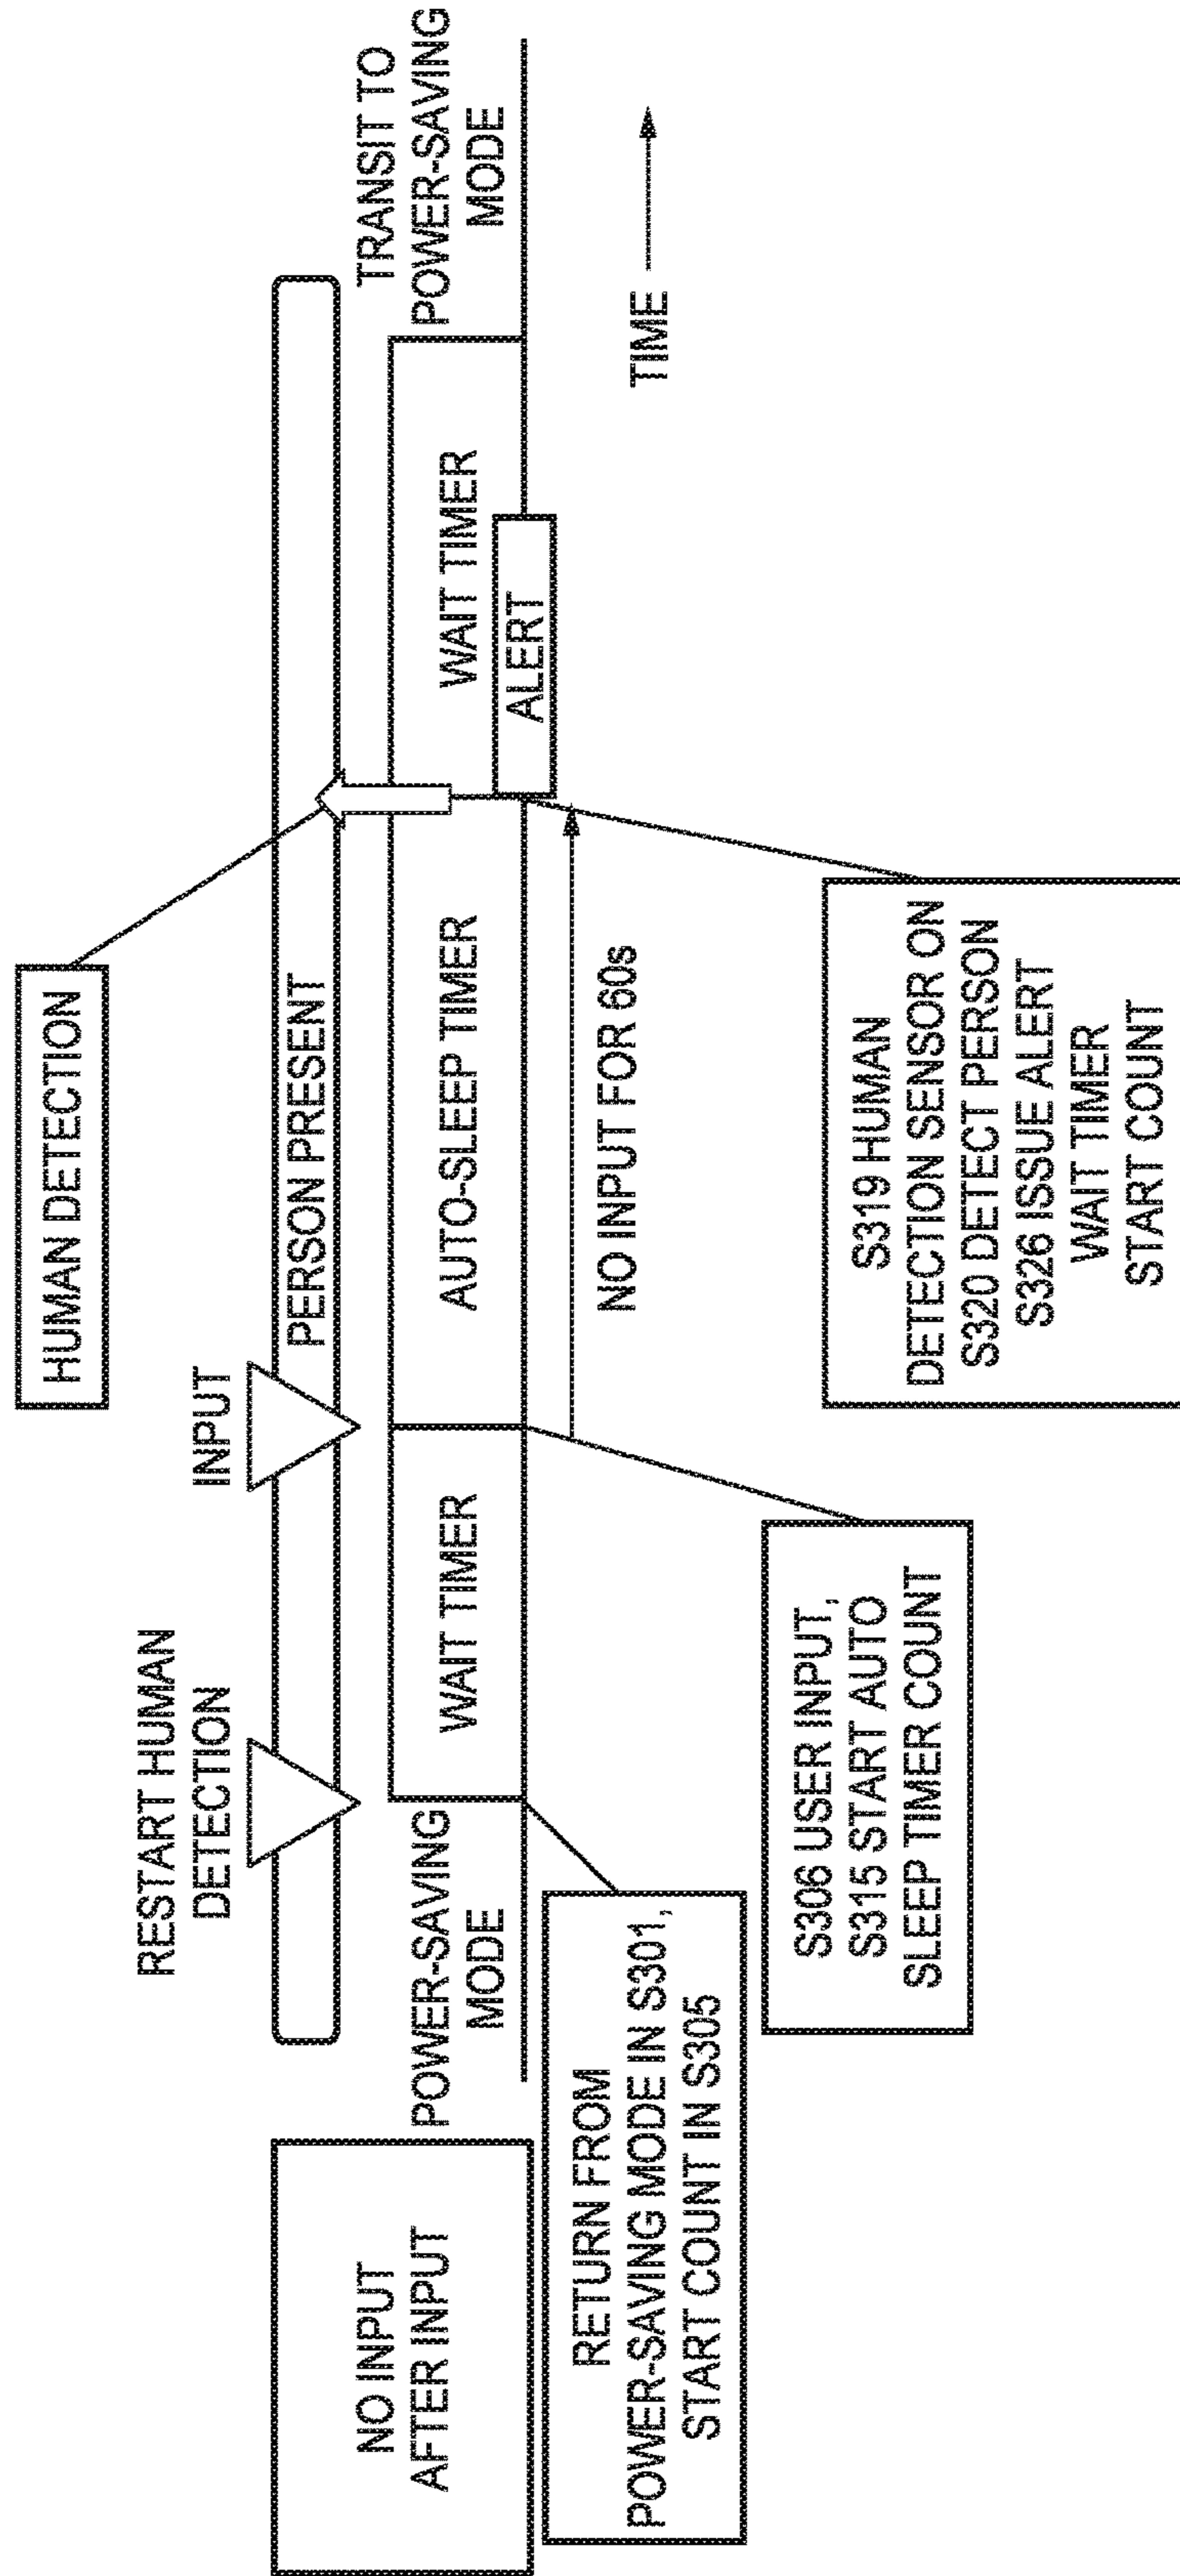 HUMAN DETECTION
RESTART HUMAN
DETECTION
INPUT
PERSON PRESENT
NO INPUT
AFTER INPUT
POWER-SAVING
MODE
WAIT TIMER
AUTO-SLEEP TIMER
WAIT TIMER
TRANSIT TO
POWER-SAVING
MODE
ALERT
NO INPUT FOR 60s
TIME
RETURN FROM
POWER-SAVING MODE IN S301,
START COUNT IN S305
S306 USER INPUT,
S315 START AUTO
SLEEP TIMER COUNT
S319 HUMAN
DETECTION SENSOR ON
S320 DETECT PERSON
S326 ISSUE ALERT
WAIT TIMER
START COUNT